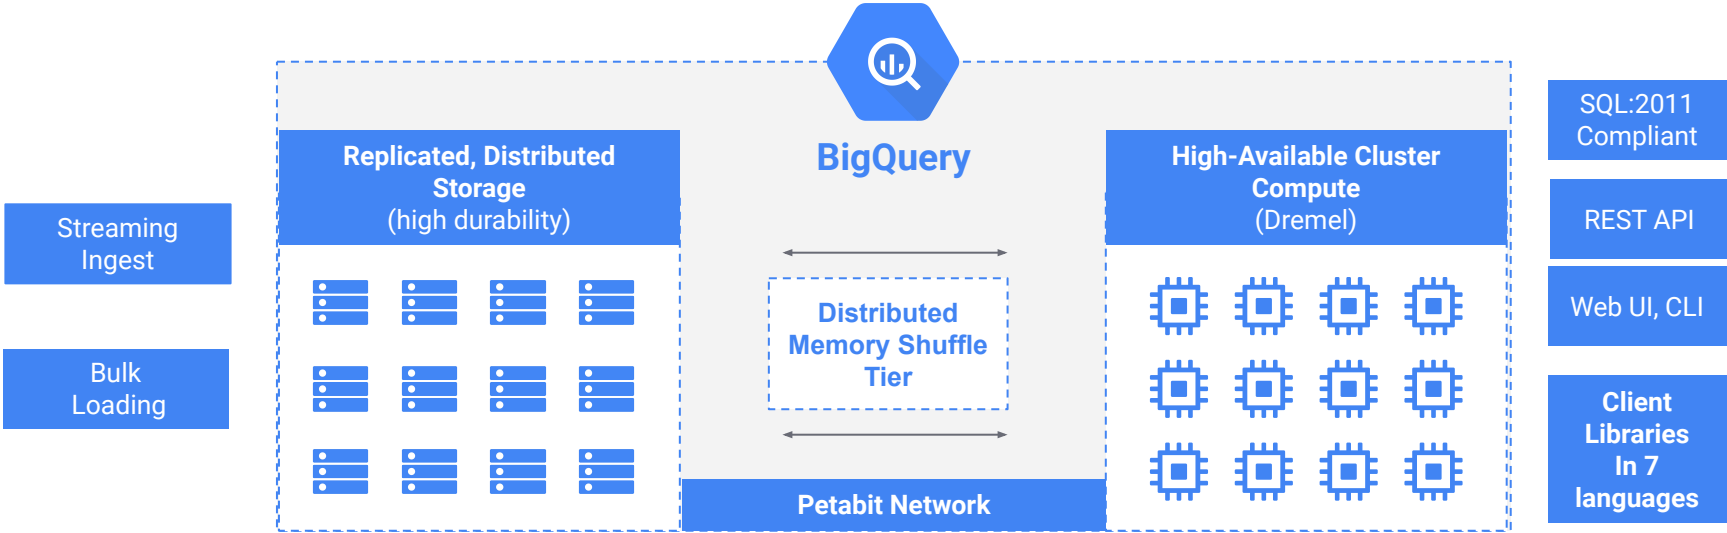 Streaming
Ingest
Bulk
Loading
Replicated, Distributed
Storage
(high durability)
BigQuery
Distributed
Memory Shuffle
Tier
Petabit Network
High-Available Cluster
Compute
(Dremel)
SQL:2011
Compliant
REST API
Web UI, CLI
Client
Libraries
In 7
languages